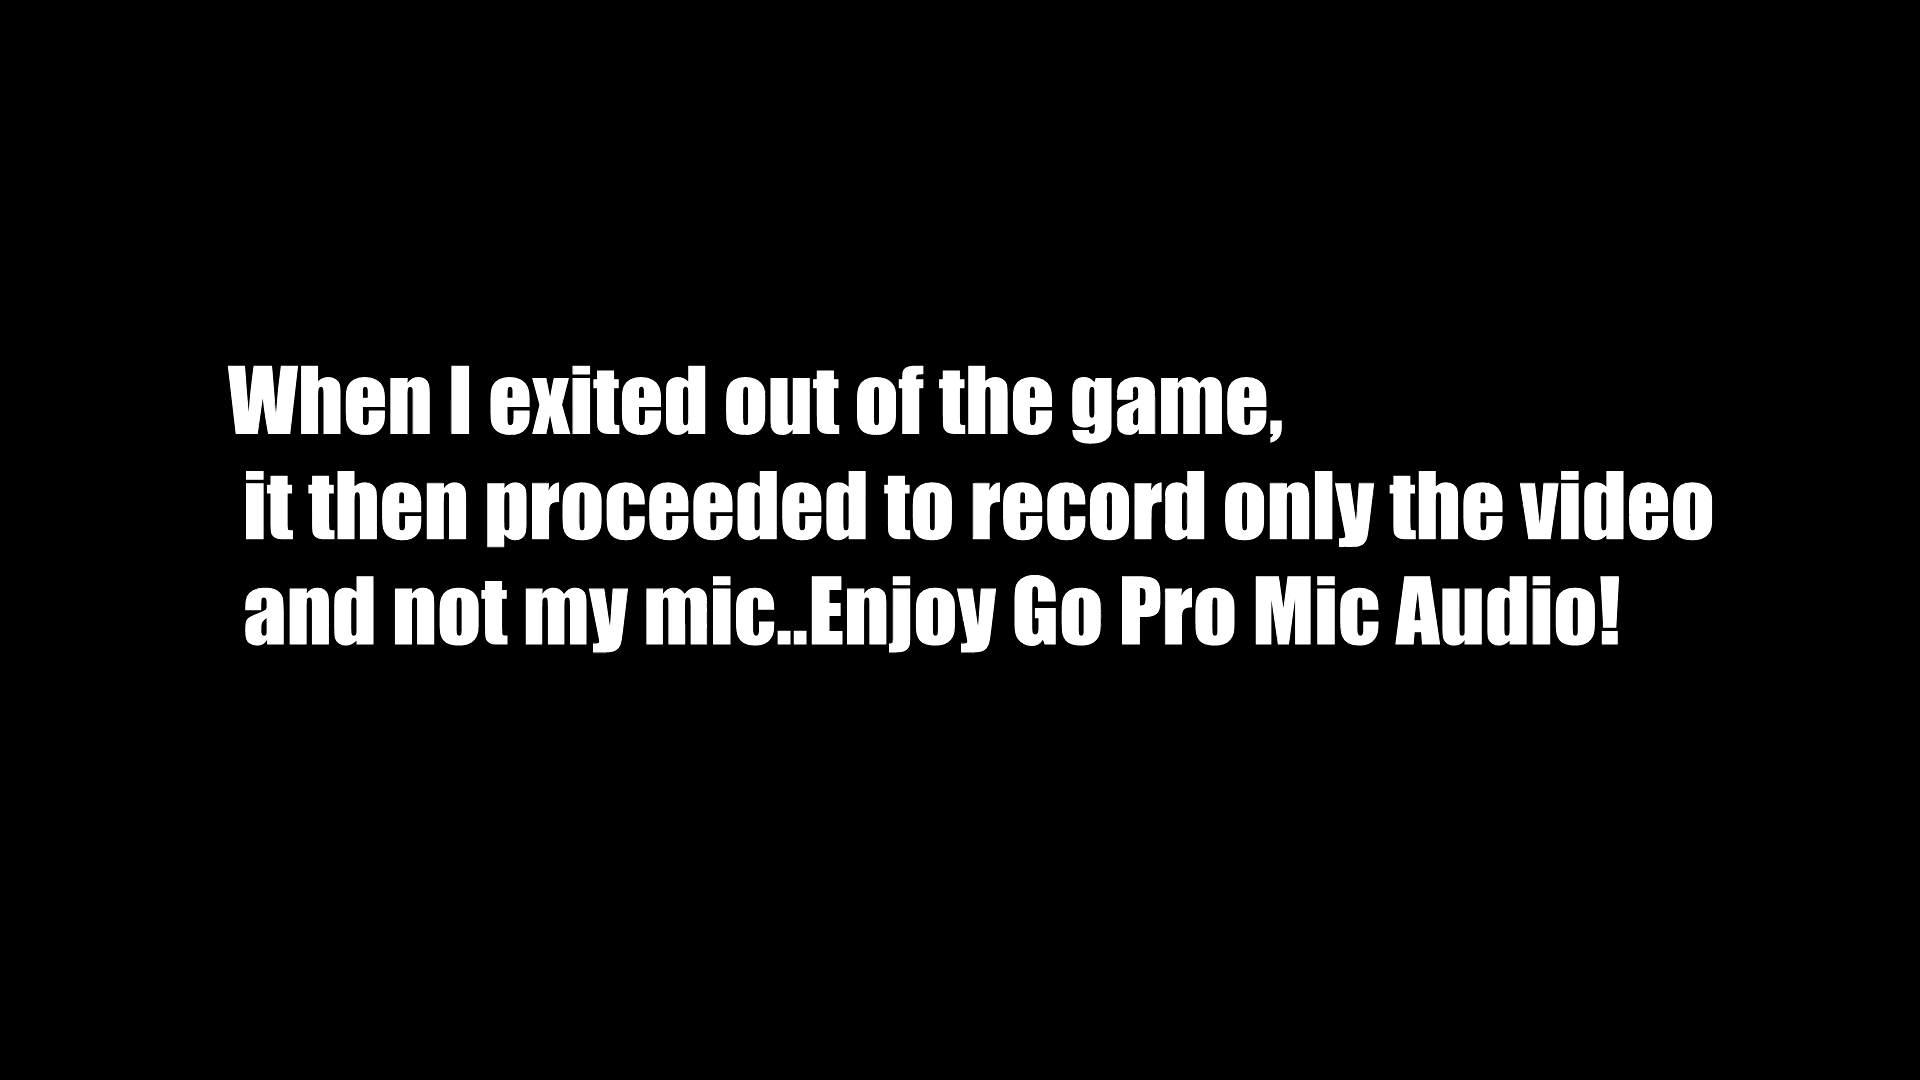 When I exited out of the game,
it then proceeded to record only the video
and not my mic..Enjoy Go Pro Mic Audio!